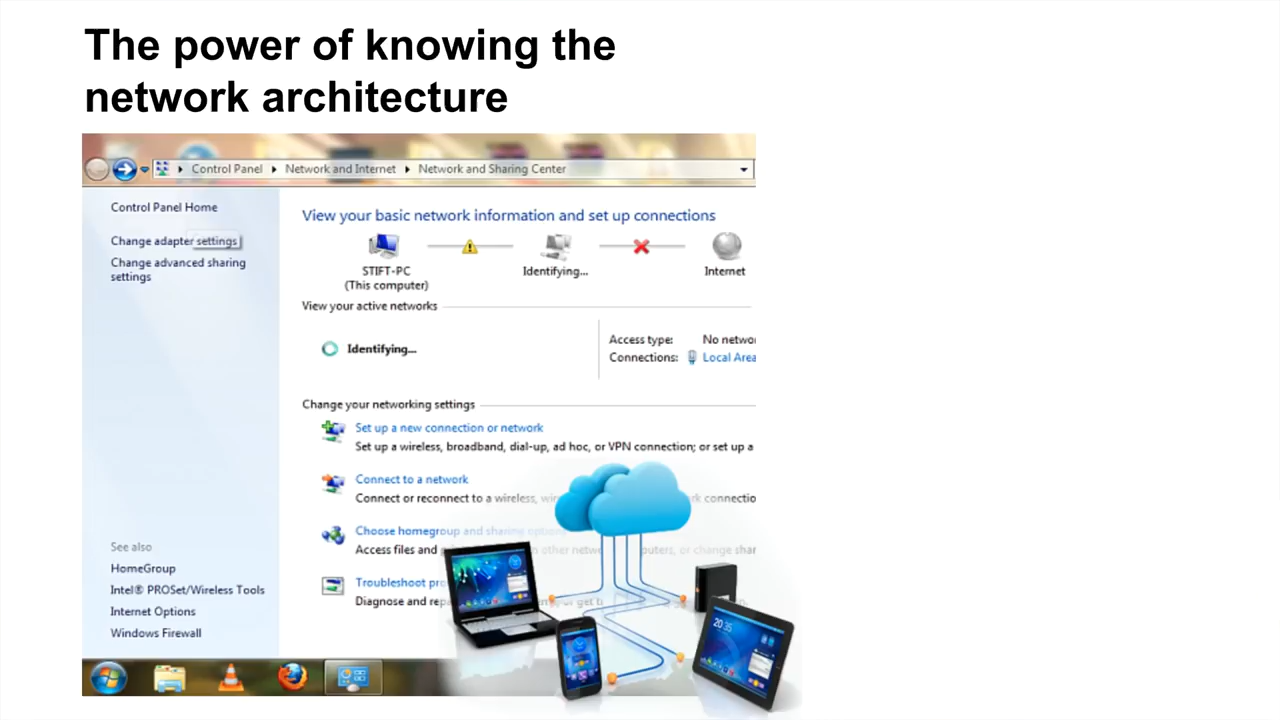 The power of knowing the
network architecture
Control Panel
Network and Internet
Network and Sharing Center
Control Panel Home
Change adapter settings
Change advanced sharing
settings
View your basic network information and set up connections
STIFT-PC
(This computer)
Identifying...
Internet
View your active networks
Identifying...
Access type: No netwo
Connections: Local Area
Change your networking settings
Set up a new connection or network
Set up a wireless, broadband, dial-up, ad hoc, or VPN connection; or set up a
Connect to a network
Connect or reconnect to a wireless,
Choose homegroup and sharing options
Access files and
Troubleshoot
Diagnose and
See also
HomeGroup
Intel® PROSet/Wireless Tools
Internet Options
Windows Firewall
20 35